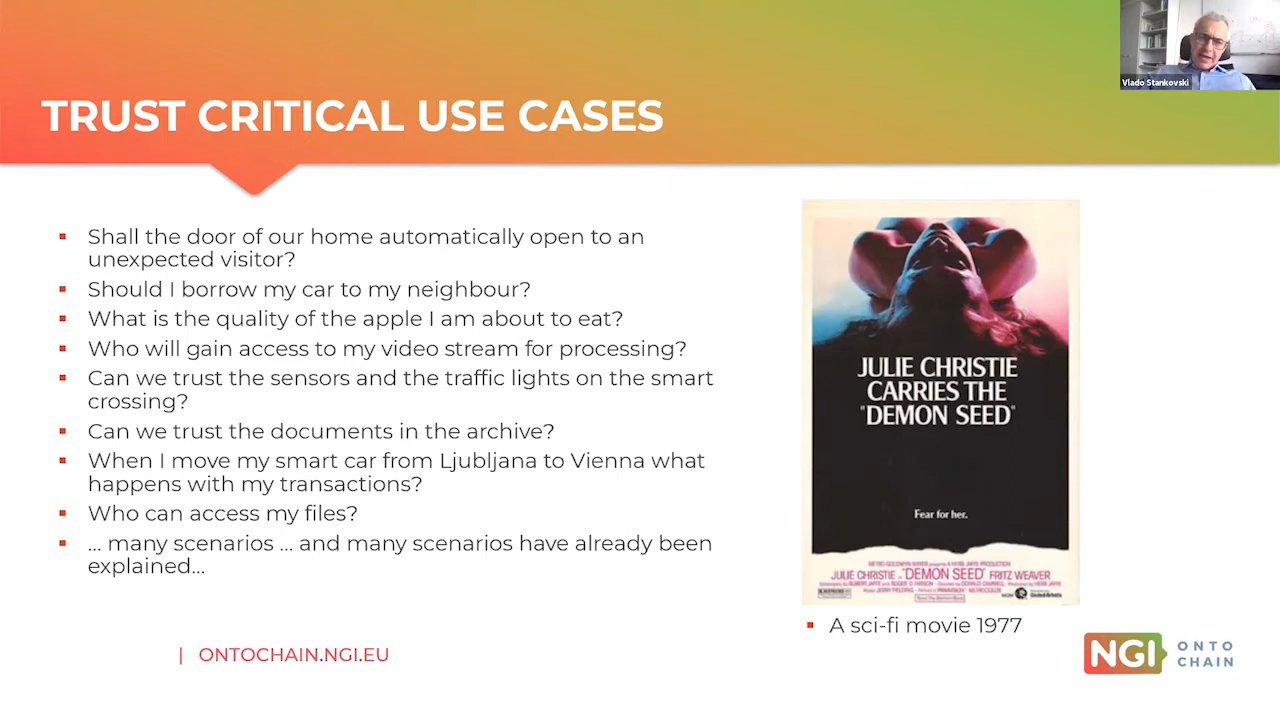 Vlado Stankovski
TRUST CRITICAL USE CASES
Shall the door of our home automatically open to an
unexpected visitor?
Should I borrow my car to my neighbour?
What is the quality of the apple I am about to eat?
Who will gain access to my video stream for processing?
Can we trust the sensors and the traffic lights on the smart
crossing?
Can we trust the documents in the archive?
When I move my smart car from Ljubljana to Vienna what
happens with my transactions?
Who can access my files?
... many scenarios ... and many scenarios have already been
explained...
JULIE CHRISTIE
CARRIES THE
"DEMON SEED"
Fear for her.
JULIE CHRISTIE in "DEMON SEED" FRITZ WEAVER
A sci-fi movie 1977
| ONTOCHAIN.NGI.EU
NGI ONTO
CHAIN